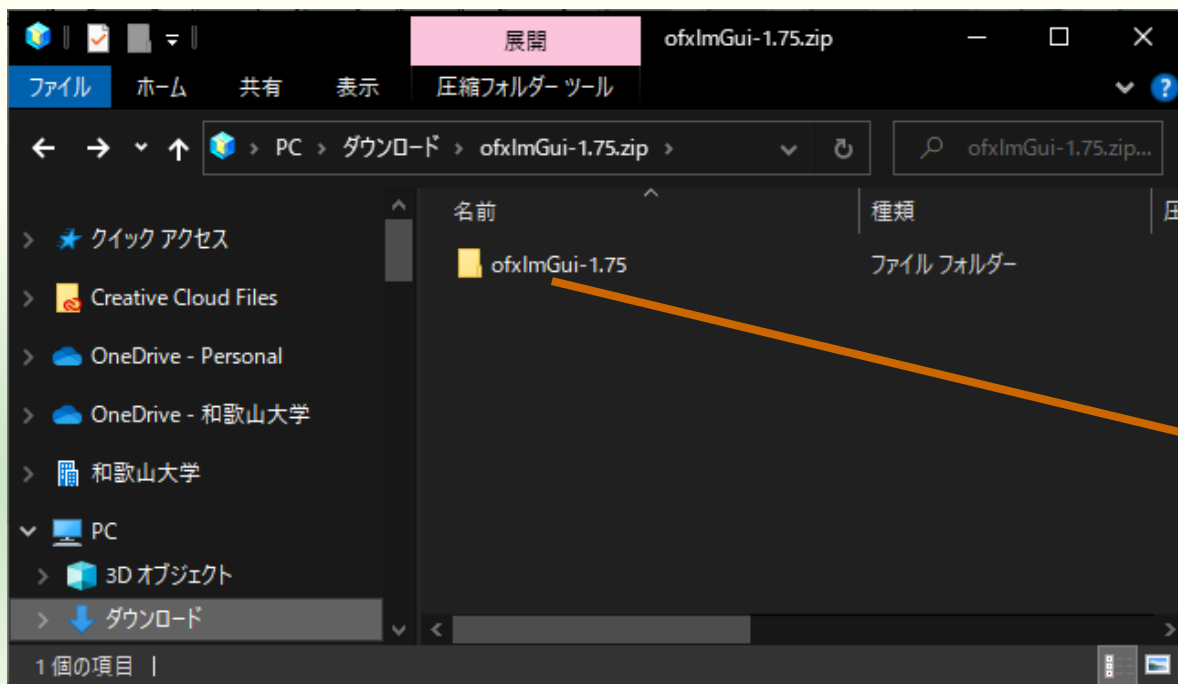 展開
ofxImGui-1.75.zip
ファイル
ホーム
共有
表示
圧縮フォルダー ツール
PC › ダウンロード › ofxImGui-1.75.zip ›
ofxImGui-1.75.zip...
名前
種類
圧
クイック アクセス
ofxImGui-1.75
ファイル フォルダー
Creative Cloud Files
OneDrive - Personal
OneDrive - 和歌山大学
和歌山大学
PC
3D オブジェクト
ダウンロード
1 個の項目